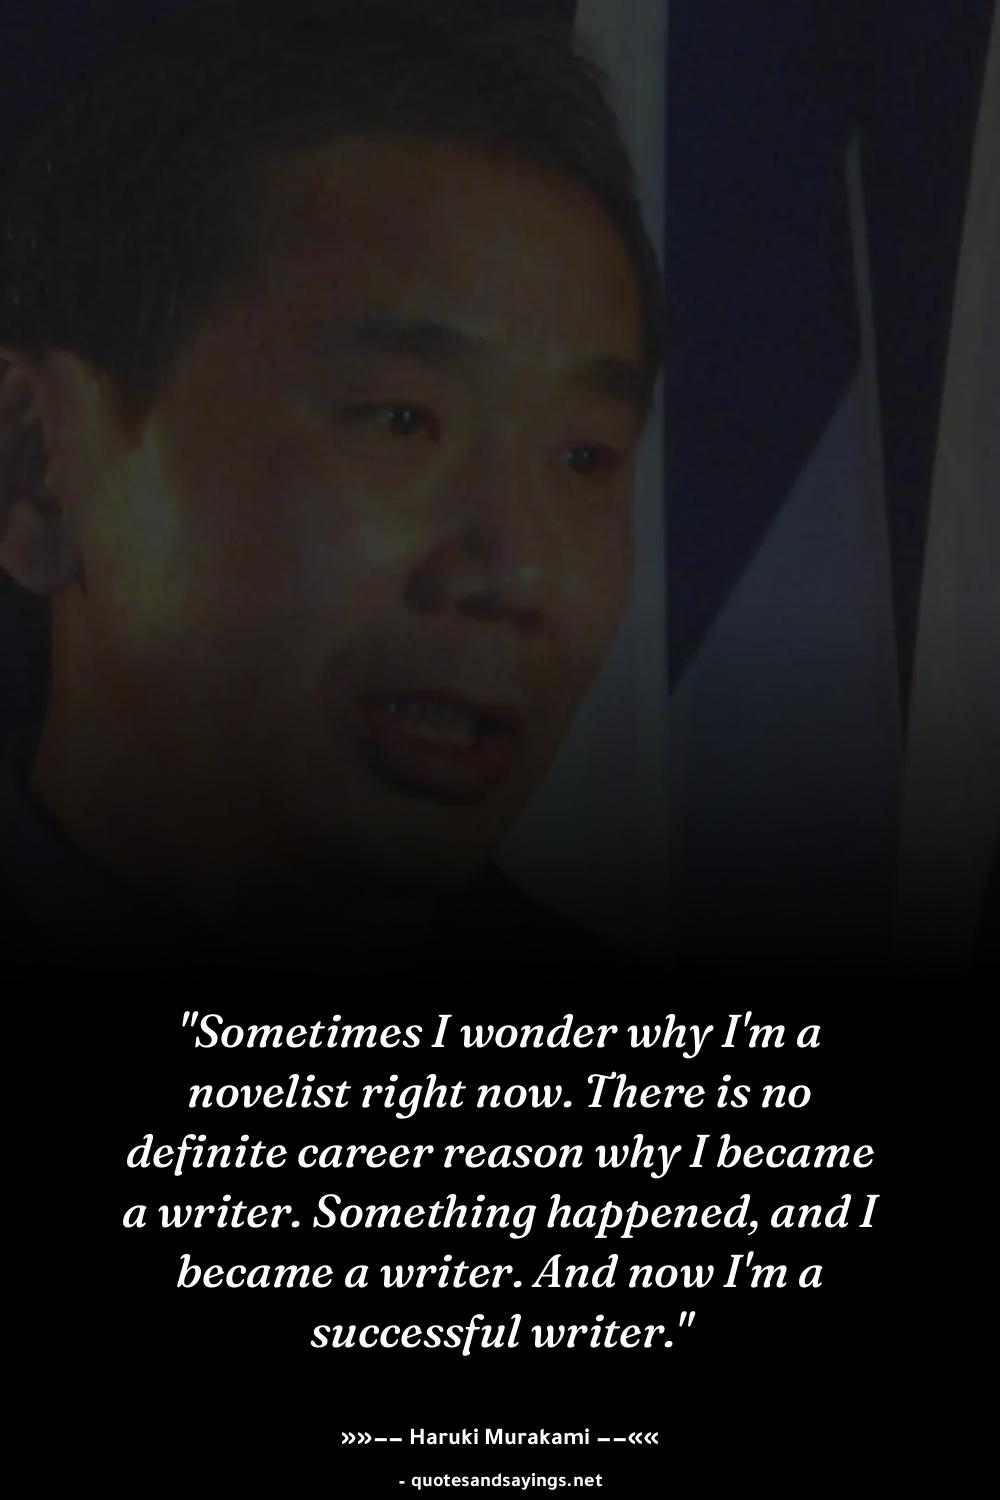 "Sometimes I wonder why I'm a
novelist right now. There is no
definite career reason why I became
a writer. Something happened, and I
became a writer. And now I'm a
successful writer."
»»–– Haruki Murakami ––««
- quotesandsayings.net